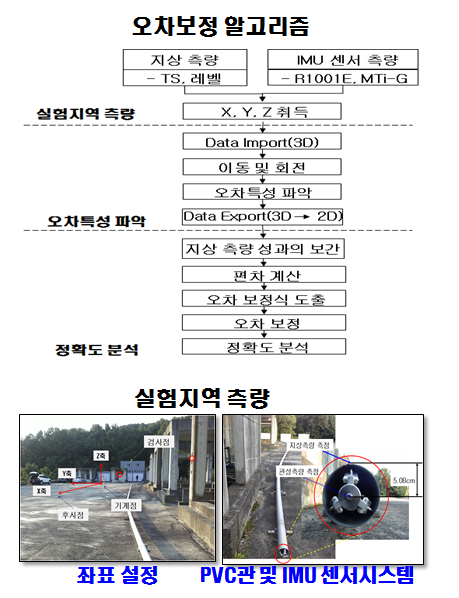 오차보정 알고리즘
지상 측량
- TS, 레벨
IMU 센서 측량
- R1001E, MTi-G
실험지역 측량
X, Y, Z 취득
Data Import(3D)
이동 및 회전
오차특성 파악
오차특성 파악
Data Export(3D → 2D)
지상 측량 성과의 보간
편차 계산
오차 보정식 도출
오차 보정
정확도 분석
정확도 분석
실험지역 측량
검사점
Z축
Y축
X축
P
기계점
후시점
지상측량 측점
관성측량 측점
5.08cm
좌표 설정
PVC관 및 IMU 센서시스템